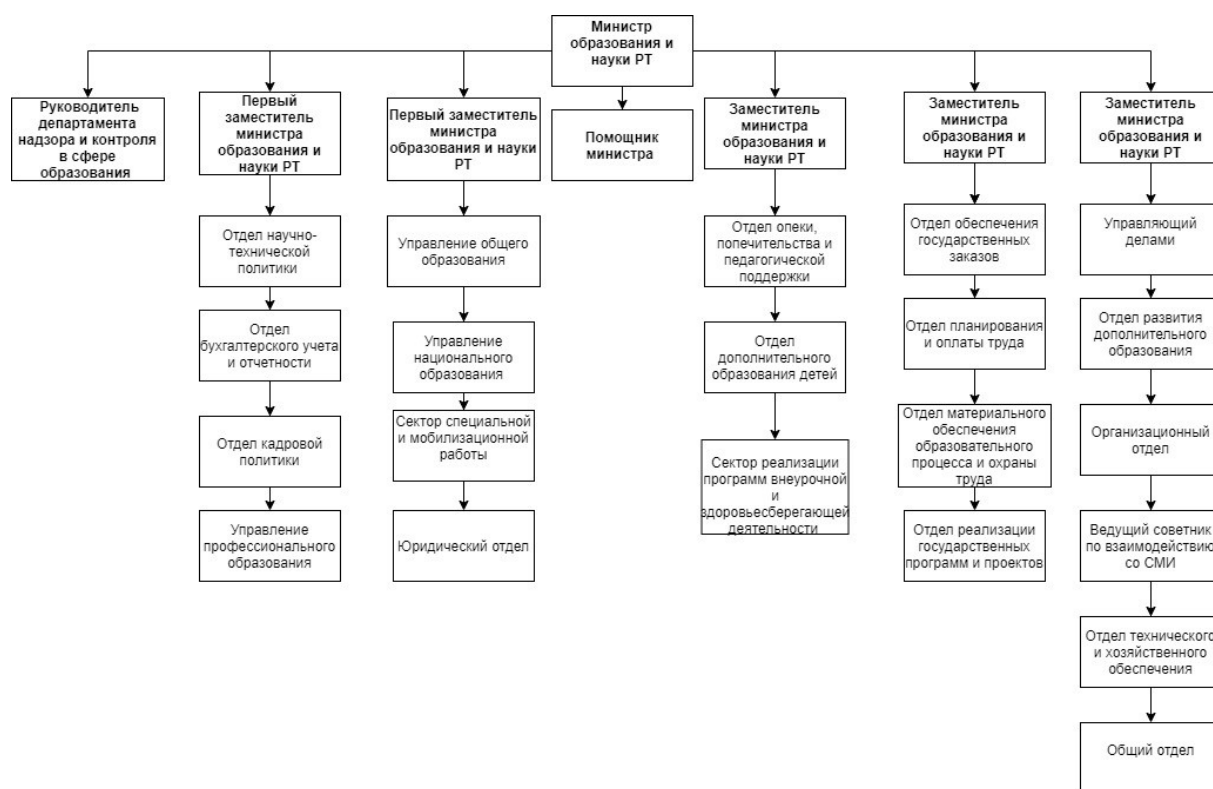 Министр
образования и
науки РТ
Руководитель
департамента
надзора и контроля
в сфере
образования
Первый
заместитель
министра
образования и
науки РТ
Первый заместитель
министра
образования и науки
РТ
Помощник
министра
Заместитель
министра
образования и
науки РТ
Заместитель
министра
образования и
науки РТ
Заместитель
министра
образования и
науки РТ
Отдел научно-
технической
политики
Отдел
бухгалтерского учета
и отчетности
Отдел кадровой
политики
Управление
профессионального
образования
Управление общего
образования
Управление
национального
образования
Сектор специальной
и мобилизационной
работы
Юридический отдел
Отдел опеки,
попечительства и
педагогической
поддержки
Отдел
дополнительного
образования детей
Сектор реализации
программ внеурочной
и
здоровьесберегающей
деятельности
Отдел обеспечения
государственных
заказов
Отдел планирования
и оплаты труда
Отдел материального
обеспечения
образовательного
процесса и охраны
труда
Отдел реализации
государственных
программ и проектов
Управляющий
делами
Отдел развития
дополнительного
образования
Организационный
отдел
Ведущий советник
по взаимодействию
со СМИ
Отдел технического
и хозяйственного
обеспечения
Общий отдел